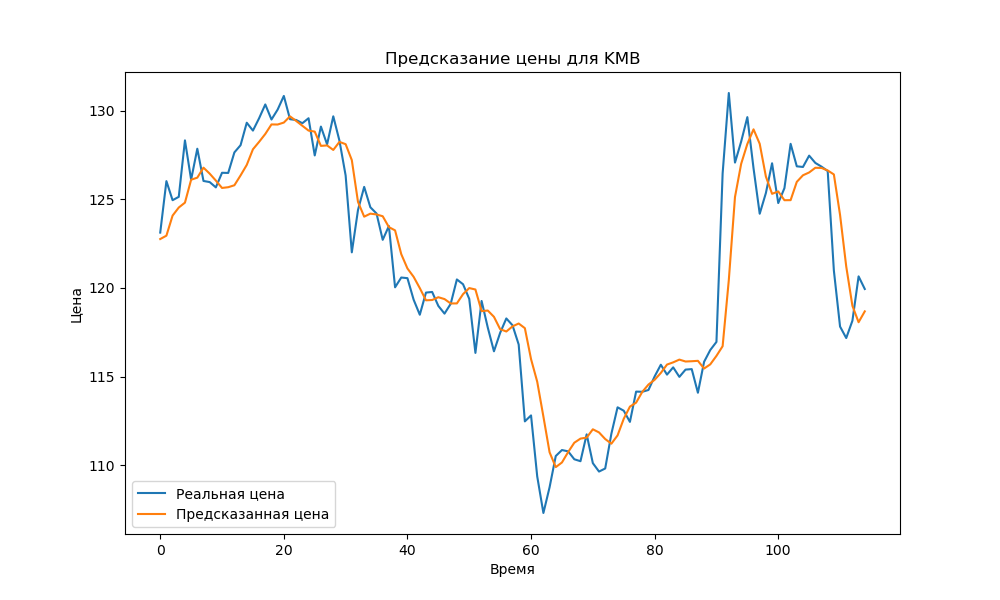 Предсказание цены для KMB
Цена
130
125
120
115
110
Реальная цена
Предсказанная цена
0 20 40 60 80 100
Время